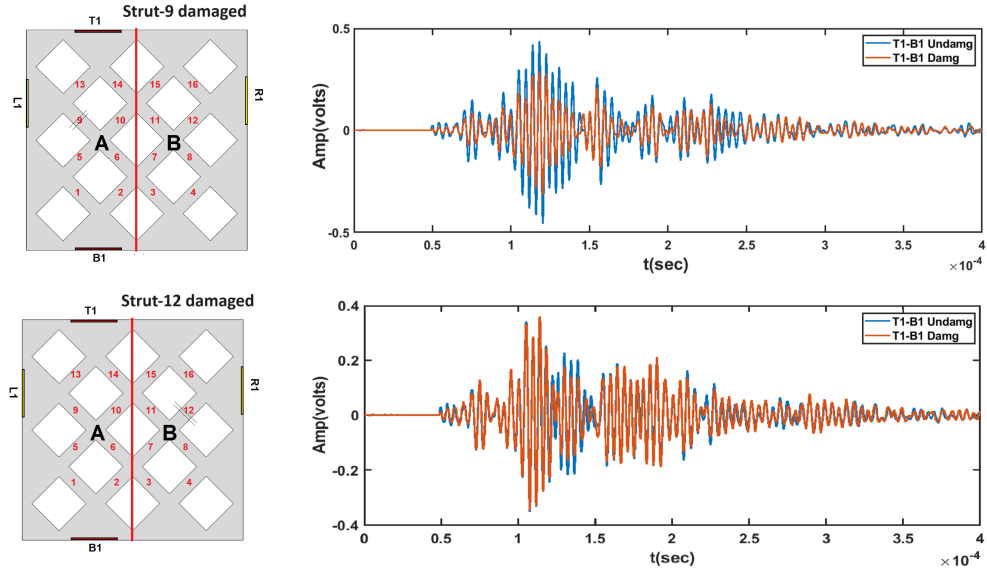 Strut-9 damaged
T1
L1
R1
13 14 15 16
9 10 11 12
A B
5 6 7 8
1 2 3 4
B1
0.5
0
-0.5
Amp(volts)
T1-B1 Undamg
T1-B1 Damg
0 0.5 1 1.5 2 2.5 3 3.5 4
t(sec)
×10⁻⁴
Strut-12 damaged
T1
L1
R1
13 14 15 16
9 10 11 12
A B
5 6 7 8
1 2 3 4
B1
0.4
0.2
0
-0.2
-0.4
Amp(volts)
T1-B1 Undamg
T1-B1 Damg
0 0.5 1 1.5 2 2.5 3 3.5 4
t(sec)
×10⁻⁴